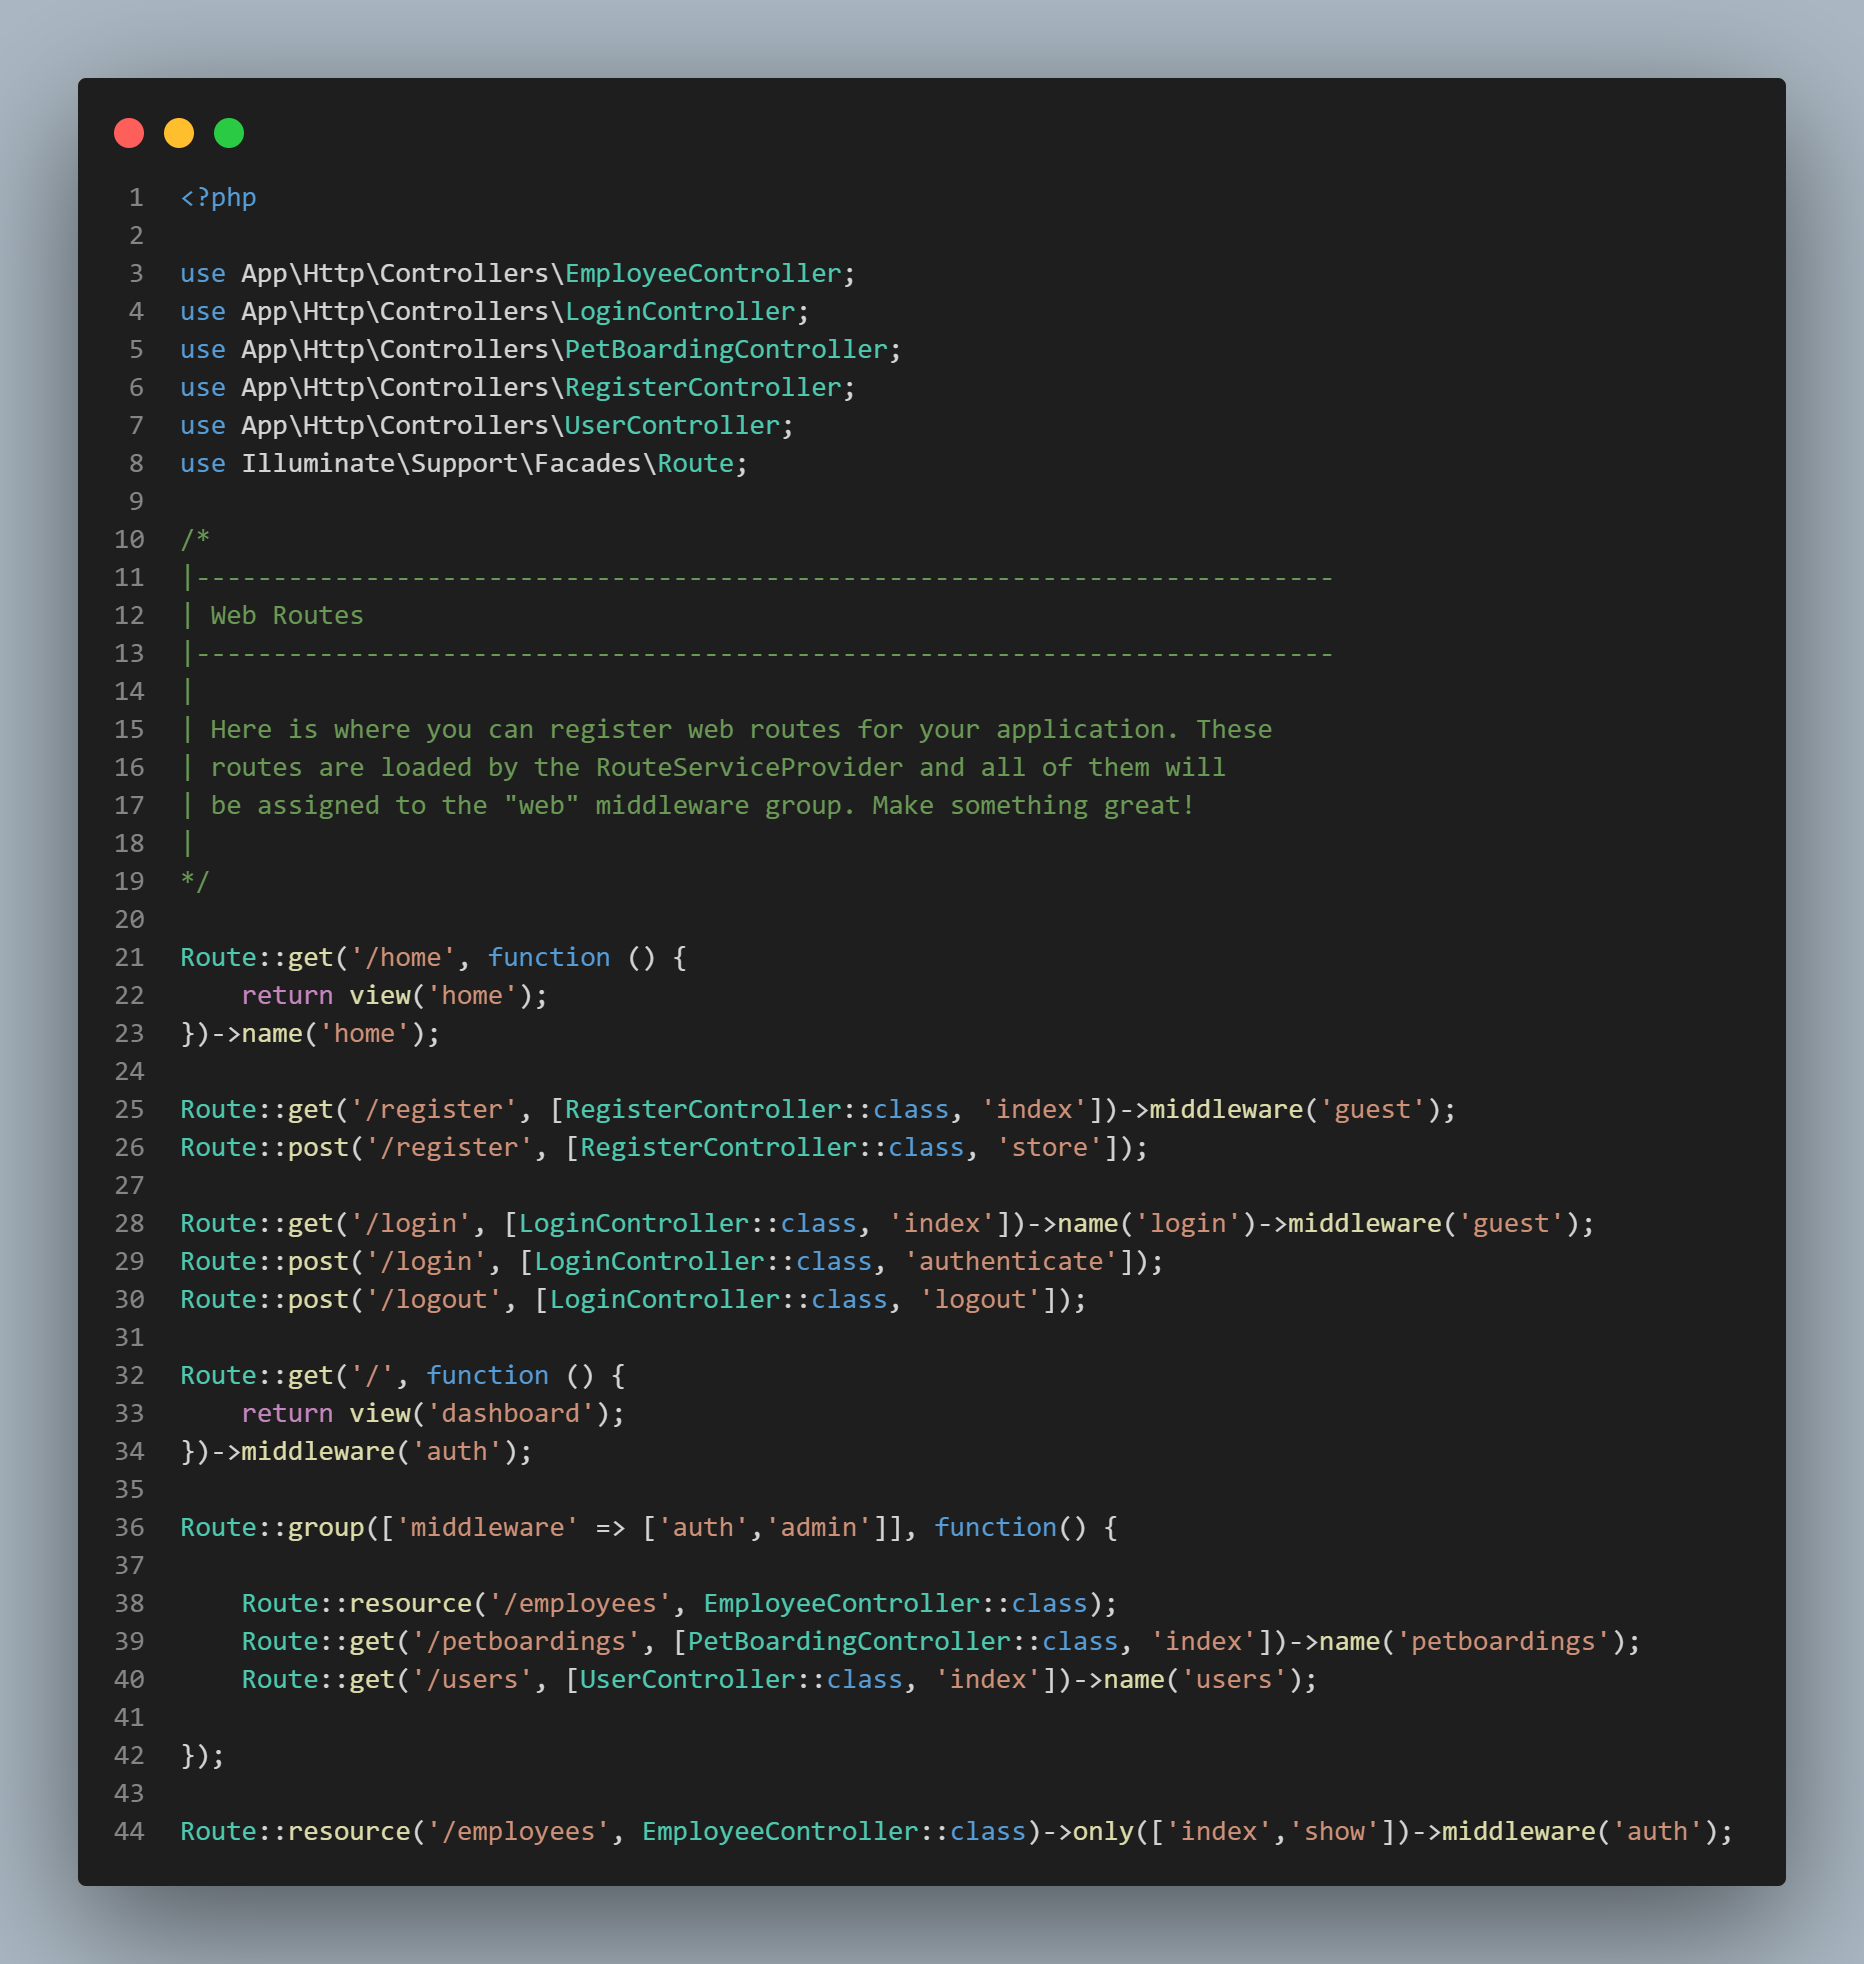 1 <?php
2
3 use App\Http\Controllers\EmployeeController;
4 use App\Http\Controllers\LoginController;
5 use App\Http\Controllers\PetBoardingController;
6 use App\Http\Controllers\RegisterController;
7 use App\Http\Controllers\UserController;
8 use Illuminate\Support\Facades\Route;
9
10 /*
11 |--------------------------------------------------------------------------
12 | Web Routes
13 |--------------------------------------------------------------------------
14 |
15 | Here is where you can register web routes for your application. These
16 | routes are loaded by the RouteServiceProvider and all of them will
17 | be assigned to the "web" middleware group. Make something great!
18 |
19 */
20
21 Route::get('/home', function () {
22     return view('home');
23 })->name('home');
24
25 Route::get('/register', [RegisterController::class, 'index'])->middleware('guest');
26 Route::post('/register', [RegisterController::class, 'store']);
27
28 Route::get('/login', [LoginController::class, 'index'])->name('login')->middleware('guest');
29 Route::post('/login', [LoginController::class, 'authenticate']);
30 Route::post('/logout', [LoginController::class, 'logout']);
31
32 Route::get('/', function () {
33     return view('dashboard');
34 })->middleware('auth');
35
36 Route::group(['middleware' => ['auth','admin']], function() {
37
38     Route::resource('/employees', EmployeeController::class);
39     Route::get('/petboardings', [PetBoardingController::class, 'index'])->name('petboardings');
40     Route::get('/users', [UserController::class, 'index'])->name('users');
41
42 });
43
44 Route::resource('/employees', EmployeeController::class)->only(['index','show'])->middleware('auth');